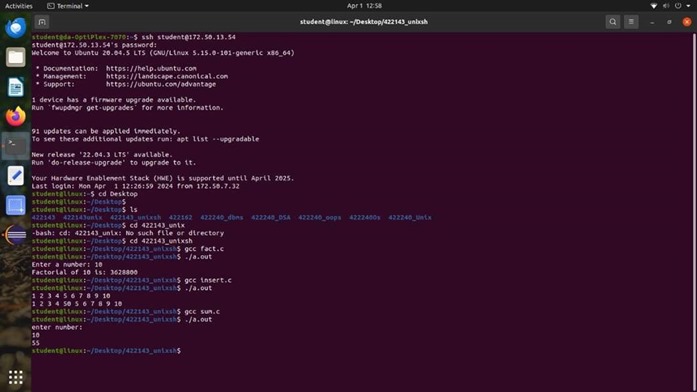 Activities
Terminal
Apr 1 12:58
student@linux: ~/Desktop/422143_unixsh
student@da-OptiPlex-7070:~$ ssh student@172.50.13.54
student@172.50.13.54's password:
Welcome to Ubuntu 20.04.5 LTS (GNU/Linux 5.15.0-101-generic x86_64)
* Documentation: https://help.ubuntu.com
* Management: https://landscape.canonical.com
* Support: https://ubuntu.com/advantage
1 device has a firmware upgrade available.
Run `fwupdmgr get-upgrades` for more information.
91 updates can be applied immediately.
To see these additional updates run: apt list --upgradable
New release '22.04.3 LTS' available.
Run 'do-release-upgrade' to upgrade to it.
Your Hardware Enablement Stack (HWE) is supported until April 2025.
Last login: Mon Apr 1 12:26:59 2024 from 172.50.7.32
student@linux:~$ cd Desktop
student@linux:~/Desktop$
student@linux:~/Desktop$ ls
422143 422143unix 422143_unixsh 422162 422240_dbms 422240_DSA 422240_oops 422240Os 422240_Unix
student@linux:~/Desktop$ cd 422143_unix
-bash: cd: 422143_unix: No such file or directory
student@linux:~/Desktop$ cd 422143_unixsh
student@linux:~/Desktop/422143_unixsh$ gcc fact.c
student@linux:~/Desktop/422143_unixsh$ ./a.out
Enter a number: 10
Factorial of 10 is: 3628800
student@linux:~/Desktop/422143_unixsh$ gcc insert.c
student@linux:~/Desktop/422143_unixsh$ ./a.out
1 2 3 4 5 6 7 8 9 10
1 2 3 4 50 5 6 7 8 9 10
student@linux:~/Desktop/422143_unixsh$ gcc sum.c
student@linux:~/Desktop/422143_unixsh$ ./a.out
enter number:
10
55
student@linux:~/Desktop/422143_unixsh$